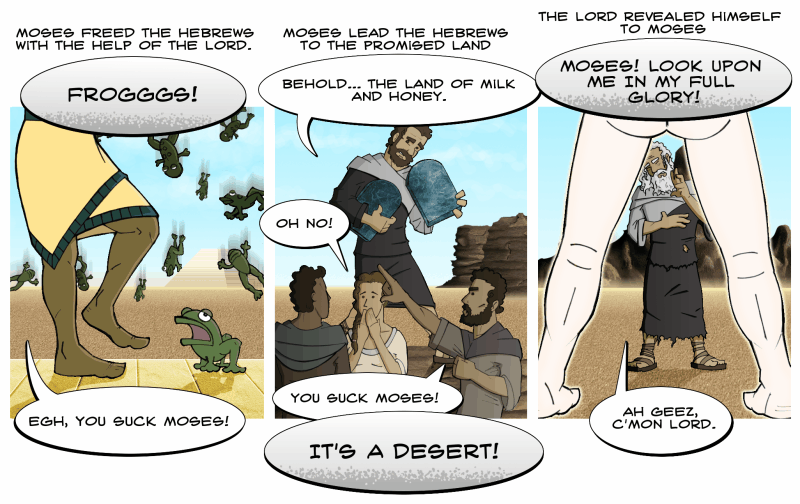 MOSES FREED THE HEBREWS
WITH THE HELP OF THE LORD.
FROGGGS!
EGH, YOU SUCK MOSES!
MOSES LEAD THE HEBREWS
TO THE PROMISED LAND
BEHOLD... THE LAND OF MILK
AND HONEY.
OH NO!
YOU SUCK MOSES!
IT'S A DESERT!
THE LORD REVEALED HIMSELF
TO MOSES
MOSES! LOOK UPON
ME IN MY FULL
GLORY!
AH GEEZ,
C'MON LORD.